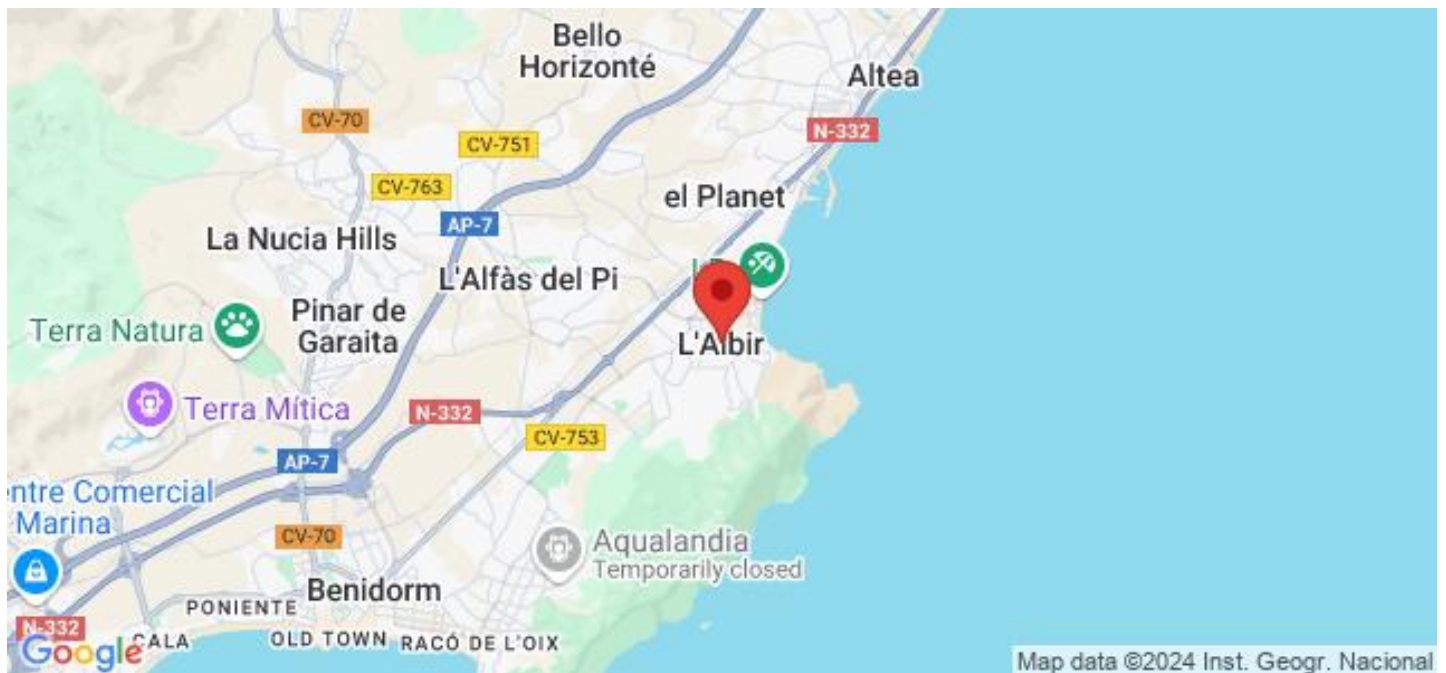 Bello
Horizonté
Altea
CV-70
N-332
CV-751
CV-763
el Planet
AP-7
La Nucia Hills
L'Alfàs del Pi
Pinar de
Garaita
Terra Natura
L'Albir
Terra Mítica
N-332
CV-753
AP-7
entre Comercial
Marina
CV-70
Aqualandia
Temporarily closed
Benidorm
PONIENTE
N-332
CALA
OLD TOWN
RACÓ DE L'OIX
Google
Map data ©2024 Inst. Geogr. Nacional